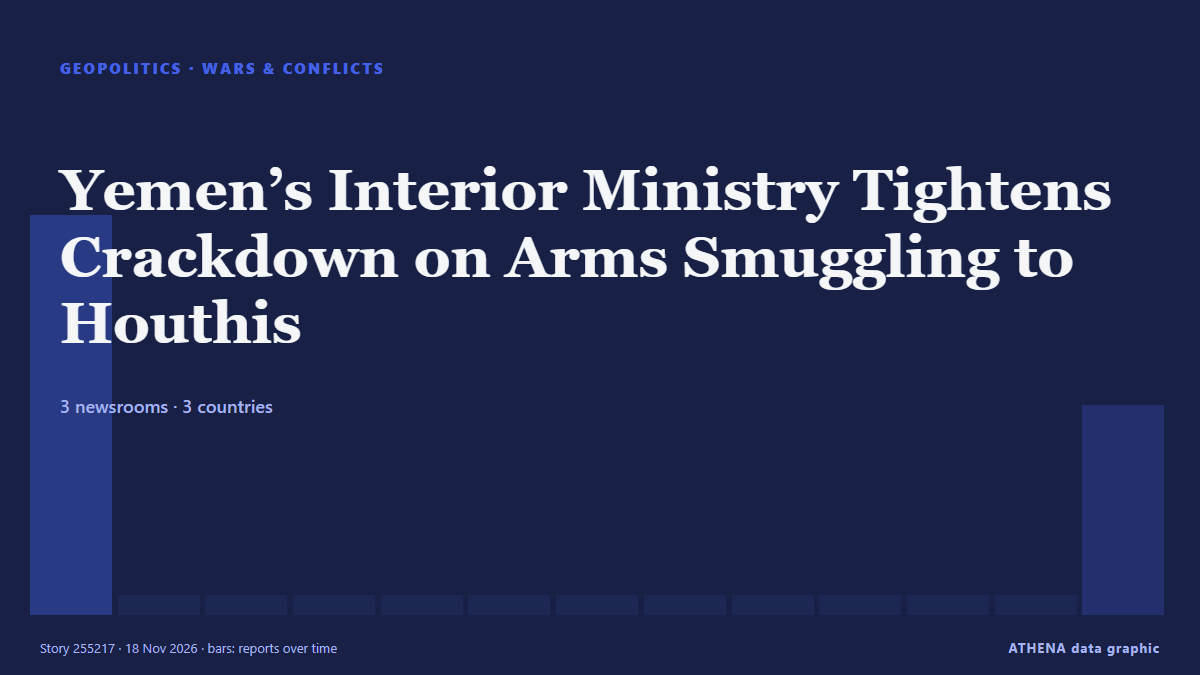 GEOPOLITICS · WARS & CONFLICTS
Yemen’s Interior Ministry Tightens
Crackdown on Arms Smuggling to
Houthis
3 newsrooms · 3 countries
Story 255217 · 18 Nov 2026 · bars: reports over time
ATHENA data graphic